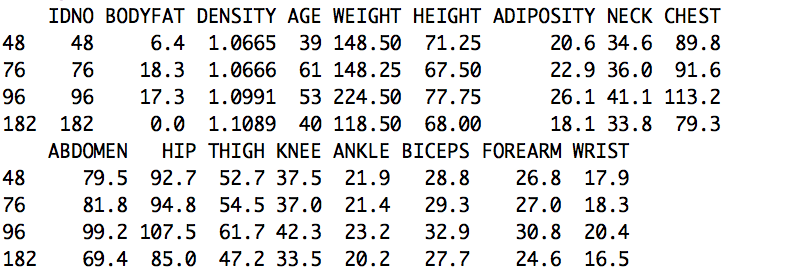 IDNO BODYFAT DENSITY AGE WEIGHT HEIGHT ADIPOSITY NECK CHEST
48 48 6.4 1.0665 39 148.50 71.25 20.6 34.6 89.8
76 76 18.3 1.0666 61 148.25 67.50 22.9 36.0 91.6
96 96 17.3 1.0991 53 224.50 77.75 26.1 41.1 113.2
182 182 0.0 1.1089 40 118.50 68.00 18.1 33.8 79.3
ABDOMEN HIP THIGH KNEE ANKLE BICEPS FOREARM WRIST
48 79.5 92.7 52.7 37.5 21.9 28.8 26.8 17.9
76 81.8 94.8 54.5 37.0 21.4 29.3 27.0 18.3
96 99.2 107.5 61.7 42.3 23.2 32.9 30.8 20.4
182 69.4 85.0 47.2 33.5 20.2 27.7 24.6 16.5